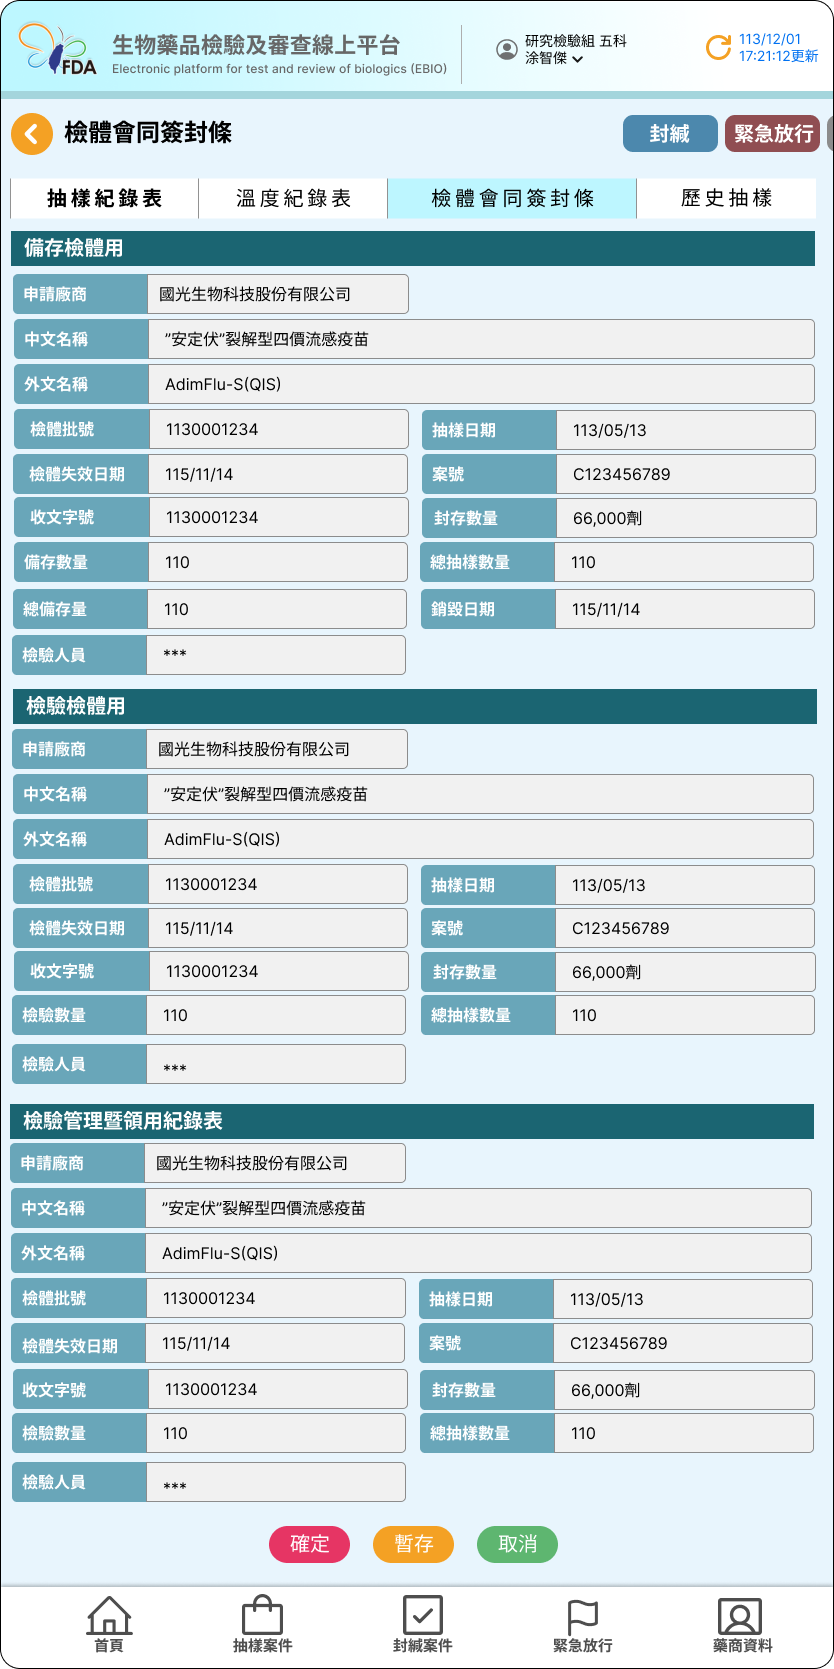 FDA
生物藥品檢驗及審查線上平台
Electronic platform for test and review of biologics (EBIO)
研究檢驗組 五科
涂智傑
113/12/01
17:21:12更新
檢體會同簽封條
封緘
緊急放行
抽樣紀錄表
溫度紀錄表
檢體會同簽封條
歷史抽樣
備存檢體用
申請廠商 國光生物科技股份有限公司
中文名稱 ”安定伏”裂解型四價流感疫苗
外文名稱 AdimFlu-S(QIS)
檢體批號 1130001234 抽樣日期 113/05/13
檢體失效日期 115/11/14 案號 C123456789
收文字號 1130001234 封存數量 66,000劑
備存數量 110 總抽樣數量 110
總備存量 110 銷毀日期 115/11/14
檢驗人員 ***
檢驗檢體用
申請廠商 國光生物科技股份有限公司
中文名稱 ”安定伏”裂解型四價流感疫苗
外文名稱 AdimFlu-S(QIS)
檢體批號 1130001234 抽樣日期 113/05/13
檢體失效日期 115/11/14 案號 C123456789
收文字號 1130001234 封存數量 66,000劑
檢驗數量 110 總抽樣數量 110
檢驗人員 ***
檢驗管理暨領用紀錄表
申請廠商 國光生物科技股份有限公司
中文名稱 ”安定伏”裂解型四價流感疫苗
外文名稱 AdimFlu-S(QIS)
檢體批號 1130001234 抽樣日期 113/05/13
檢體失效日期 115/11/14 案號 C123456789
收文字號 1130001234 封存數量 66,000劑
檢驗數量 110 總抽樣數量 110
檢驗人員 ***
確定 暫存 取消
首頁 抽樣案件 封緘案件 緊急放行 藥商資料